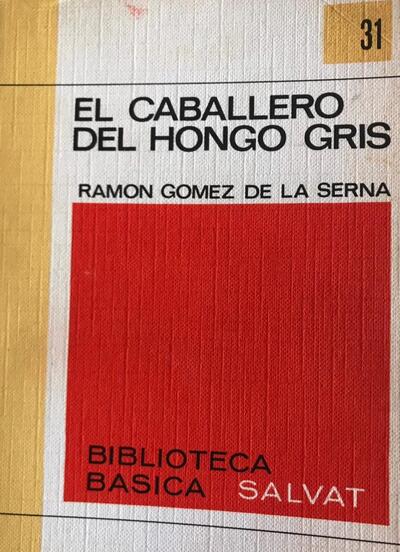 31
EL CABALLERO
DEL HONGO GRIS
RAMON GOMEZ DE LA SERNA
BIBLIOTECA
BASICA SALVAT